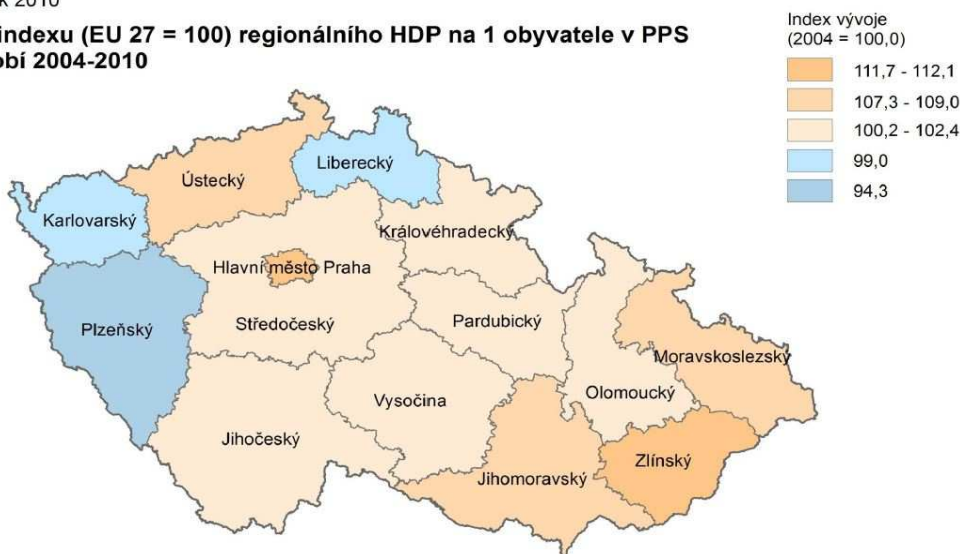 2010
indexu (EU 27 = 100) regionálního HDP na 1 obyvatele v PPS
obí 2004-2010
Index vývoje
(2004 = 100,0)
111,7 - 112,1
107,3 - 109,0
100,2 - 102,4
99,0
94,3
Liberecký
Ústecký
Karlovarský
Královéhradecký
Hlavní město Praha
Plzeňský
Středočeský
Pardubický
Moravskoslezský
Vysočina
Olomoucký
Jihočeský
Zlínský
Jihomoravský